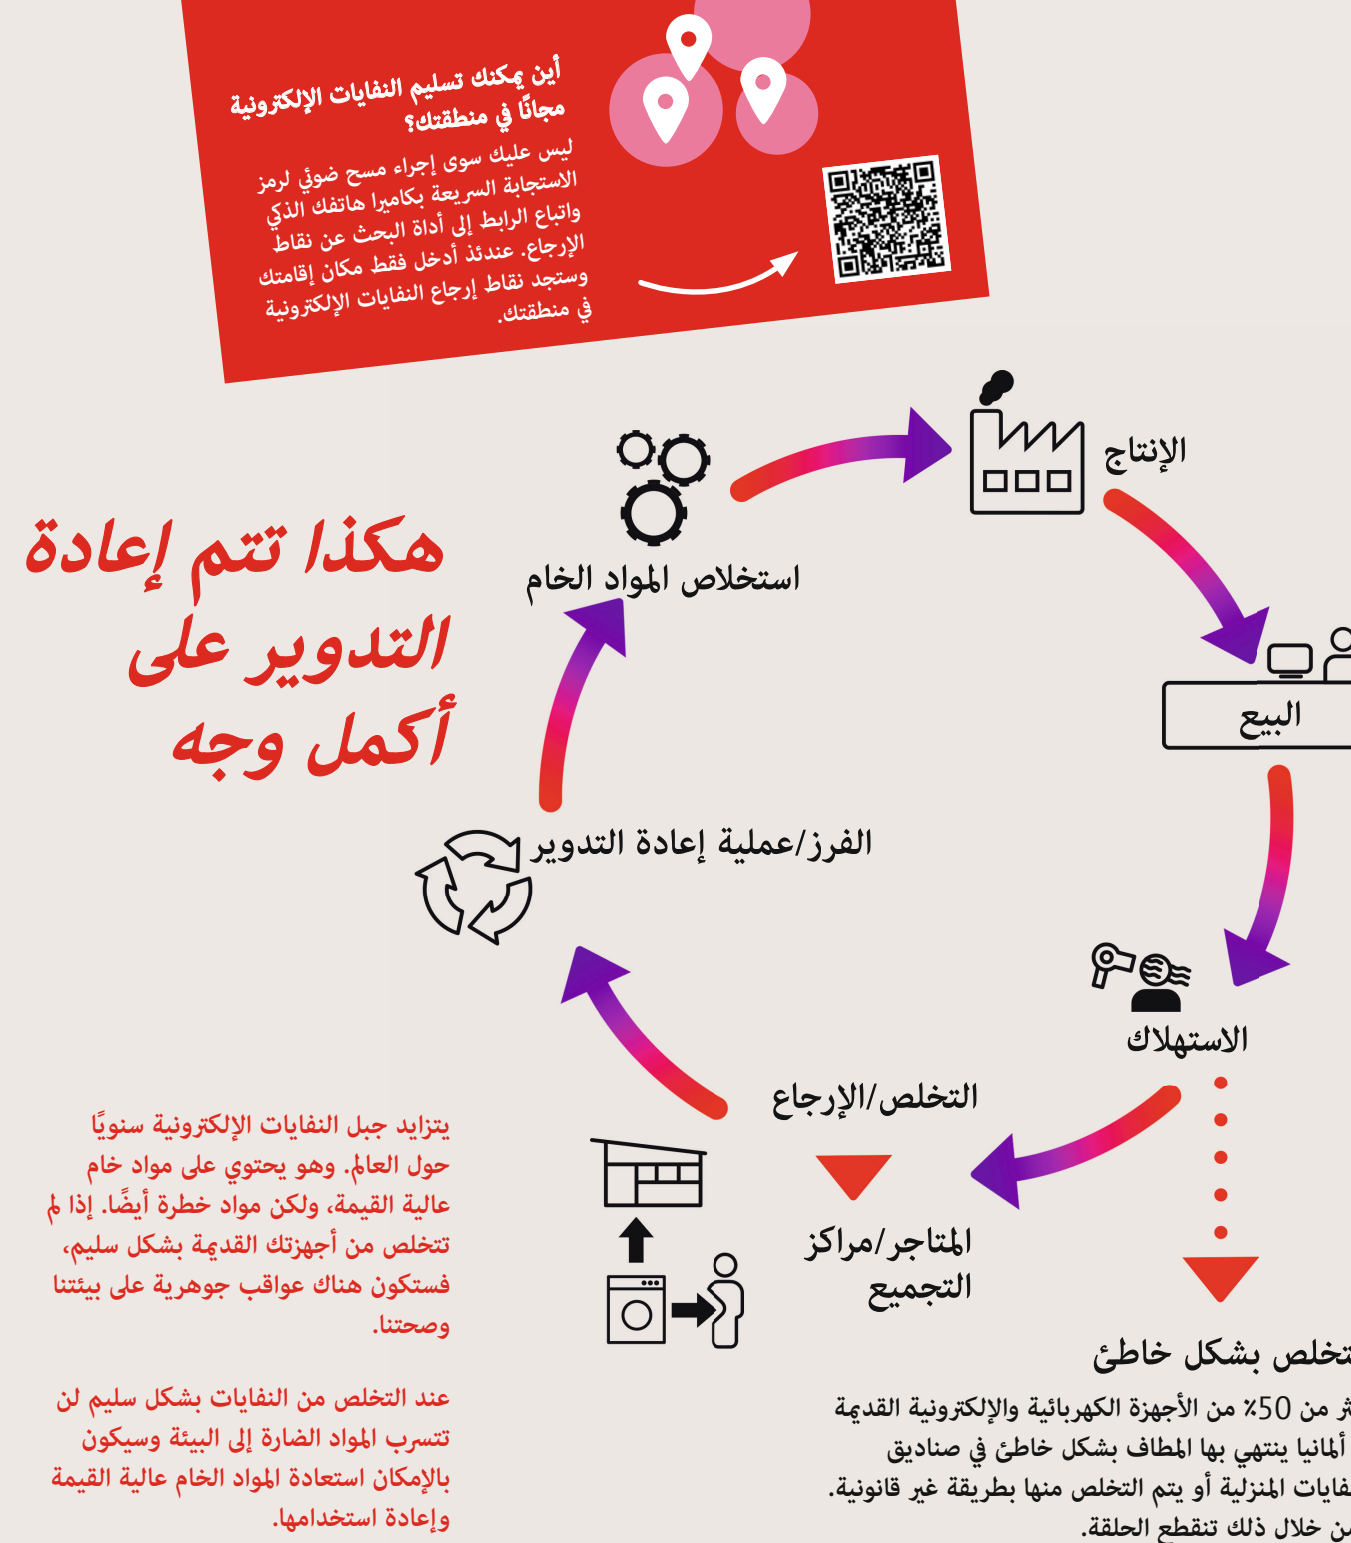 أين يمكنك تسليم النفايات الإلكترونية
مجانًا في منطقتك؟
ليس عليك سوى إجراء مسح ضوئي لرمز
الاستجابة السريعة بكاميرا هاتفك الذكي
واتباع الرابط إلى أداة البحث عن نقاط
الإرجاع. عندئذ أدخل فقط مكان إقامتك
وستجد نقاط إرجاع النفايات الإلكترونية
في منطقتك.
الإنتاج
استخلاص المواد الخام
هكذا تتم إعادة
التدوير على
أكمل وجه
البيع
الفرز/عملية إعادة التدوير
الاستهلاك
التخلص/الإرجاع
المتاجر/مراكز
التجميع
يتزايد جبل النفايات الإلكترونية سنويًا
حول العالم. وهو يحتوي على مواد خام
عالية القيمة، ولكن مواد خطرة أيضًا. إذا لم
تتخلص من أجهزتك القديمة بشكل سليم،
فستكون هناك عواقب جوهرية على بيئتنا
وصحتنا.
عند التخلص من النفايات بشكل سليم لن
تتسرب المواد الضارة إلى البيئة وسيكون
بالإمكان استعادة المواد الخام عالية القيمة
وإعادة استخدامها.
بشكل خاطئ
من 50٪ من الأجهزة الكهربائية والإلكترونية القديمة
ألمانيا ينتهي بها المطاف بشكل خاطئ في صناديق
المنزلية أو يتم التخلص منها بطريقة غير قانونية.
خلال ذلك تنقطع الحلقة.